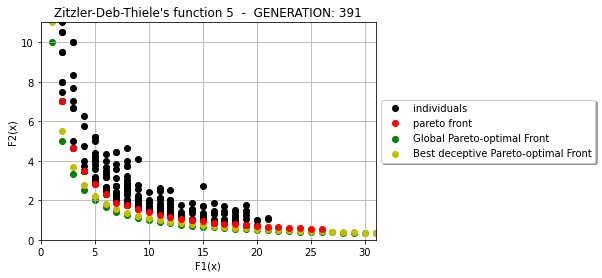 Zitzler-Deb-Thiele's function 5 - GENERATION: 391
10
8
6
4
2
0
F2(x)
0 5 10 15 20 25 30
F1(x)
individuals
pareto front
Global Pareto-optimal Front
Best deceptive Pareto-optimal Front